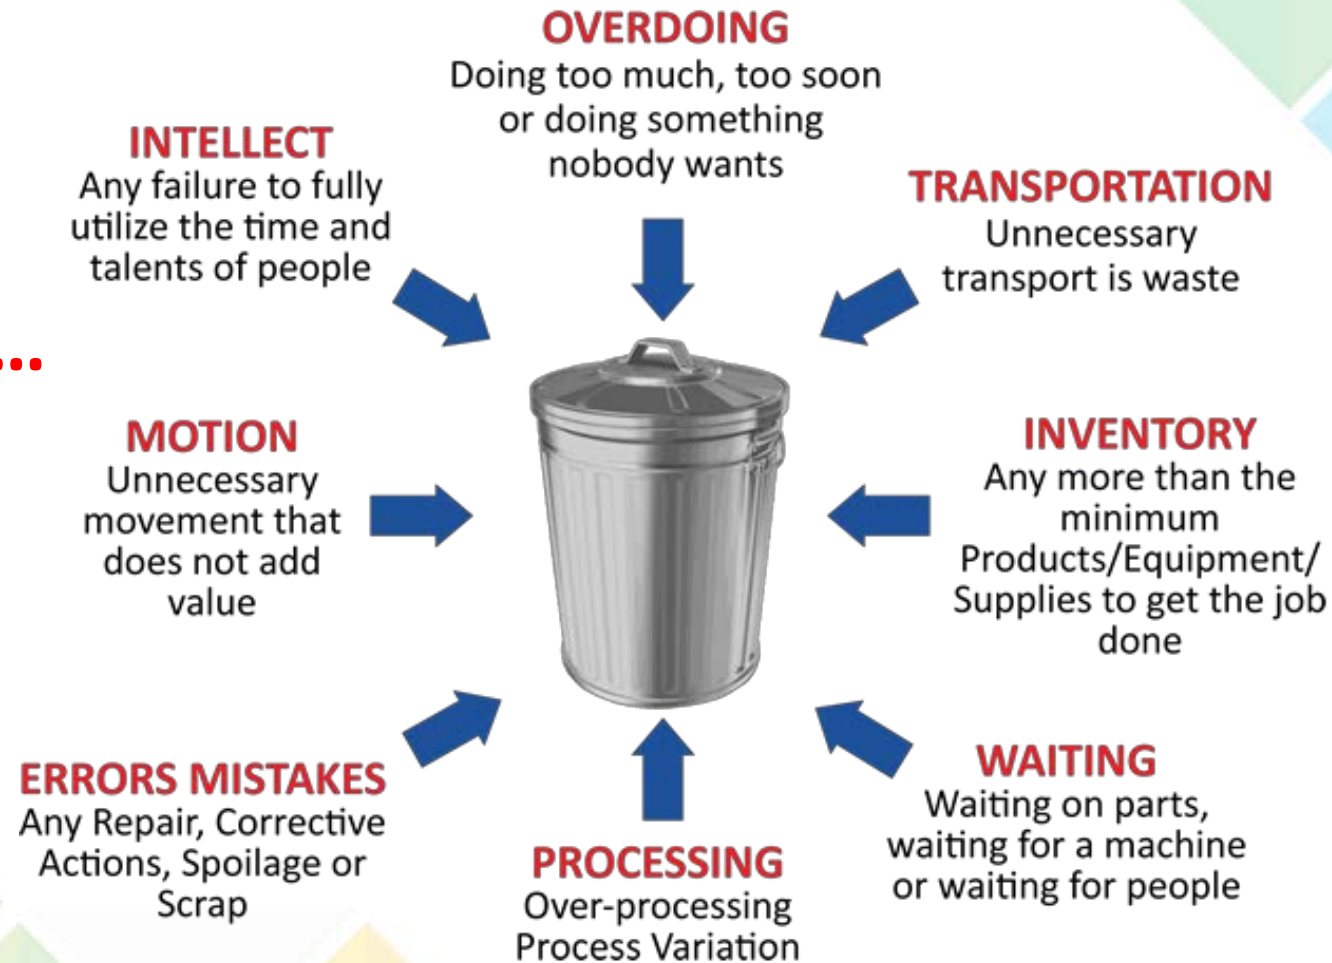 OVERDOING
Doing too much, too soon
or doing something
nobody wants
INTELLECT
Any failure to fully
utilize the time and
talents of people
TRANSPORTATION
Unnecessary
transport is waste
...
MOTION
Unnecessary
movement that
does not add
value
INVENTORY
Any more than the
minimum
Products/Equipment/
Supplies to get the job
done
ERRORS MISTAKES
Any Repair, Corrective
Actions, Spoilage or
Scrap
PROCESSING
Over-processing
Process Variation
WAITING
Waiting on parts,
waiting for a machine
or waiting for people